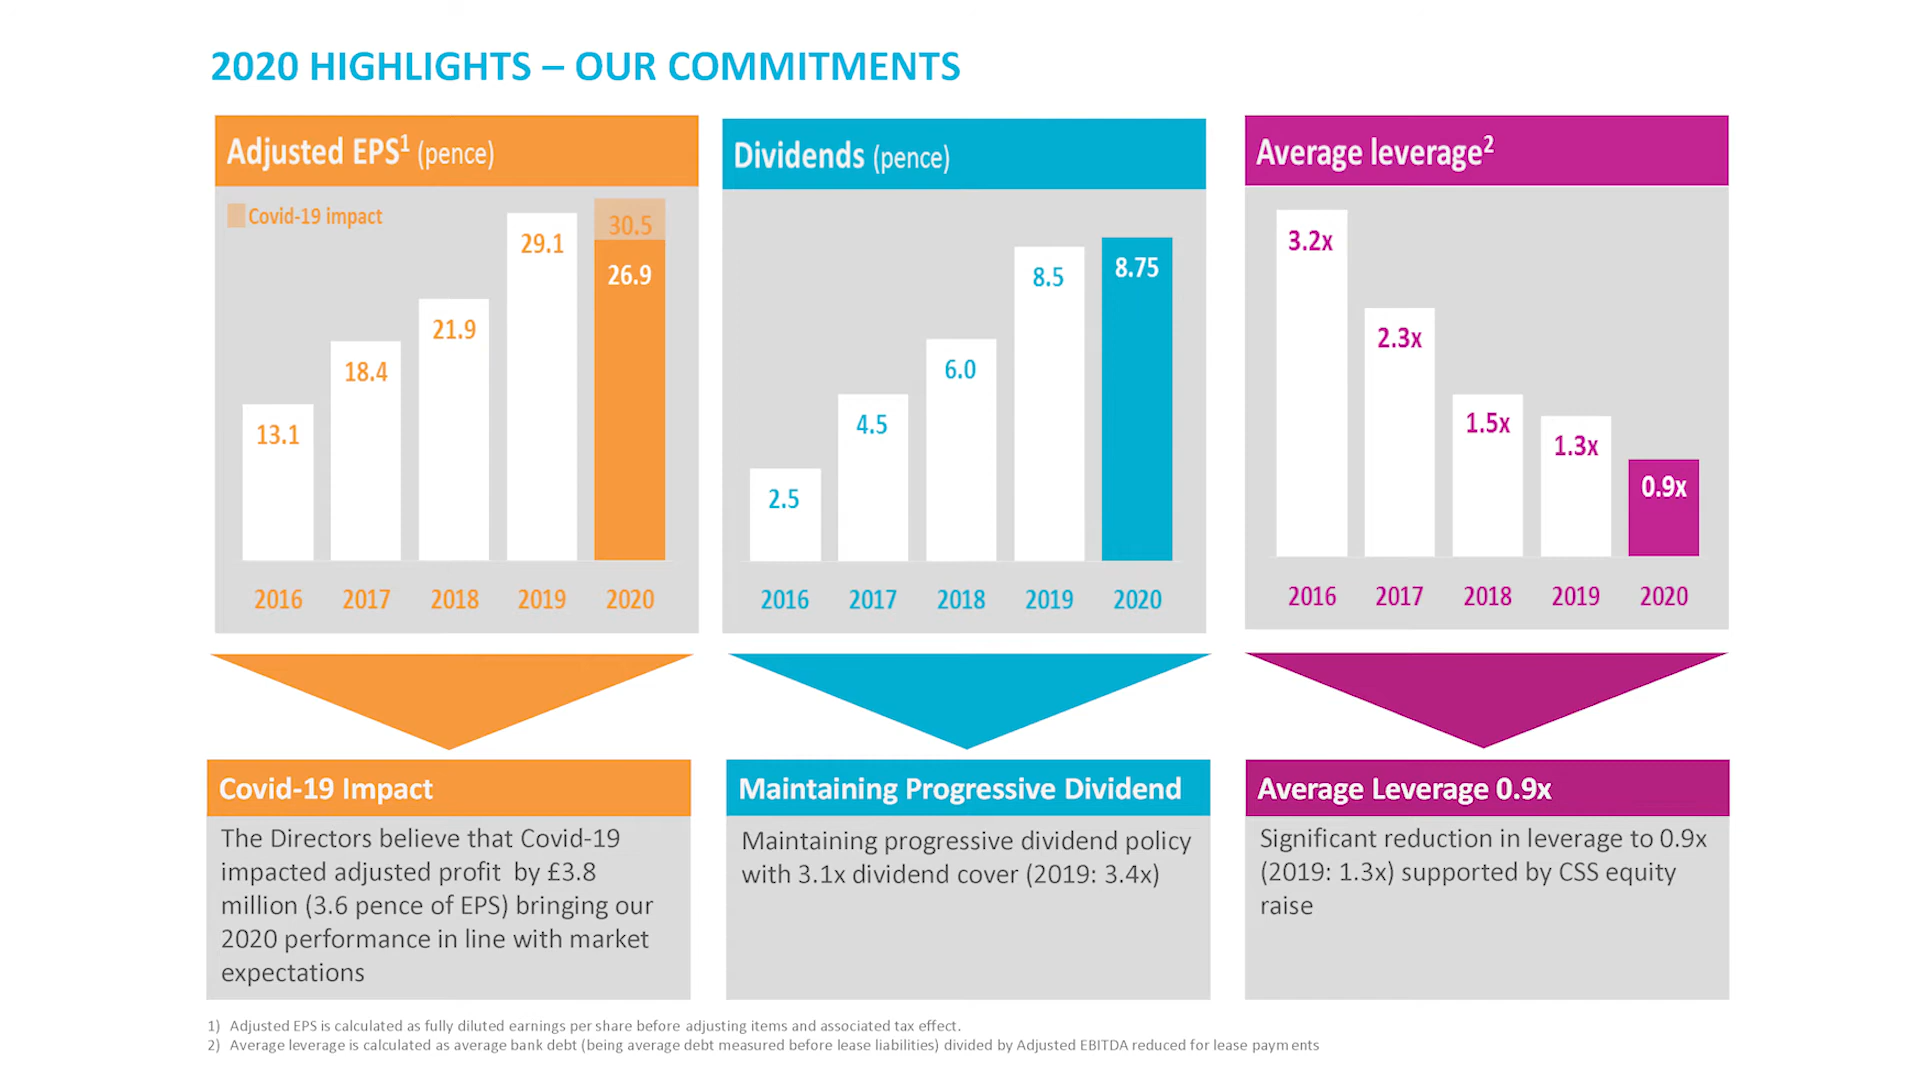 2020 HIGHLIGHTS – OUR COMMITMENTS
Adjusted EPS¹ (pence)
Covid-19 impact
13.1
18.4
21.9
29.1
30.5
26.9
2016 2017 2018 2019 2020
Dividends (pence)
2.5
4.5
6.0
8.5
8.75
2016 2017 2018 2019 2020
Average leverage²
3.2x
2.3x
1.5x
1.3x
0.9x
2016 2017 2018 2019 2020
Covid-19 Impact
The Directors believe that Covid-19
impacted adjusted profit by £3.8
million (3.6 pence of EPS) bringing our
2020 performance in line with market
expectations
Maintaining Progressive Dividend
Maintaining progressive dividend policy
with 3.1x dividend cover (2019: 3.4x)
Average Leverage 0.9x
Significant reduction in leverage to 0.9x
(2019: 1.3x) supported by CSS equity
raise
1) Adjusted EPS is calculated as fully diluted earnings per share before adjusting items and associated tax effect.
2) Average leverage is calculated as average bank debt (being average debt measured before lease liabilities) divided by Adjusted EBITDA reduced for lease payments